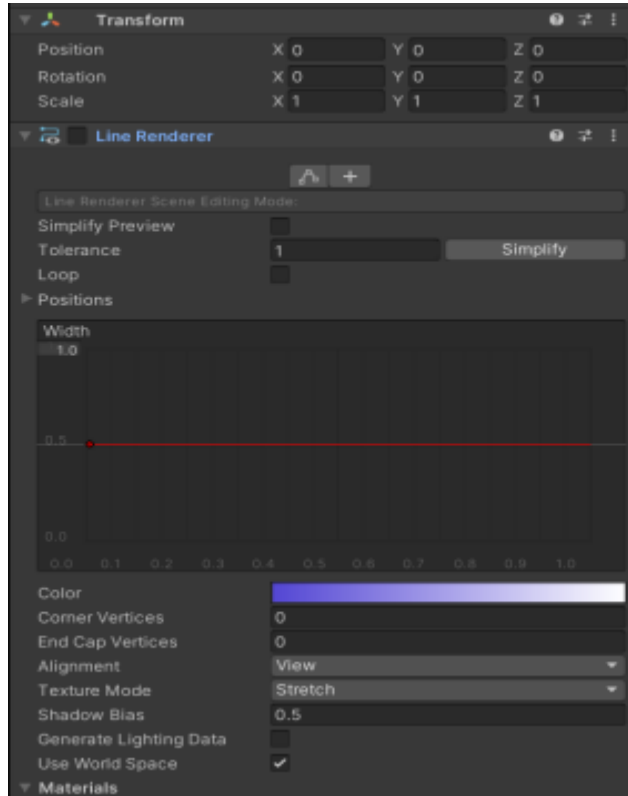 Transform
Position X 0 Y 0 Z 0
Rotation X 0 Y 0 Z 0
Scale X 1 Y 1 Z 1
Line Renderer
Line Renderer Scene Editing Mode:
Simplify Preview
Tolerance 1 Simplify
Loop
Positions
Width
1.0
0.5
0.0
0.0 0.1 0.2 0.3 0.4 0.5 0.6 0.7 0.8 0.9 1.0
Color
Corner Vertices 0
End Cap Vertices 0
Alignment View
Texture Mode Stretch
Shadow Bias 0.5
Generate Lighting Data
Use World Space
Materials